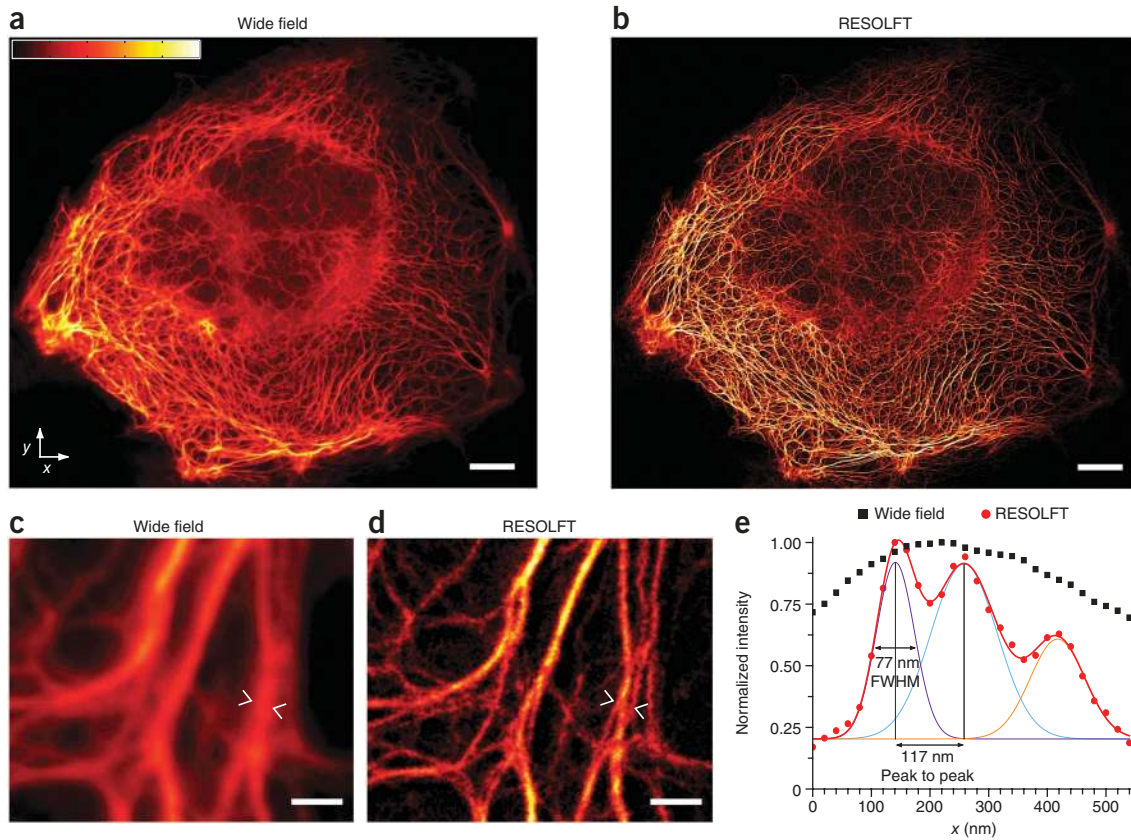 a
Wide field
b
RESOLFT
y
x
c
Wide field
d
RESOLFT
e
Wide field
RESOLFT
Normalized intensity
1.00
0.75
0.50
0.25
0
77 nm
FWHM
117 nm
Peak to peak
0 100 200 300 400 500
x (nm)